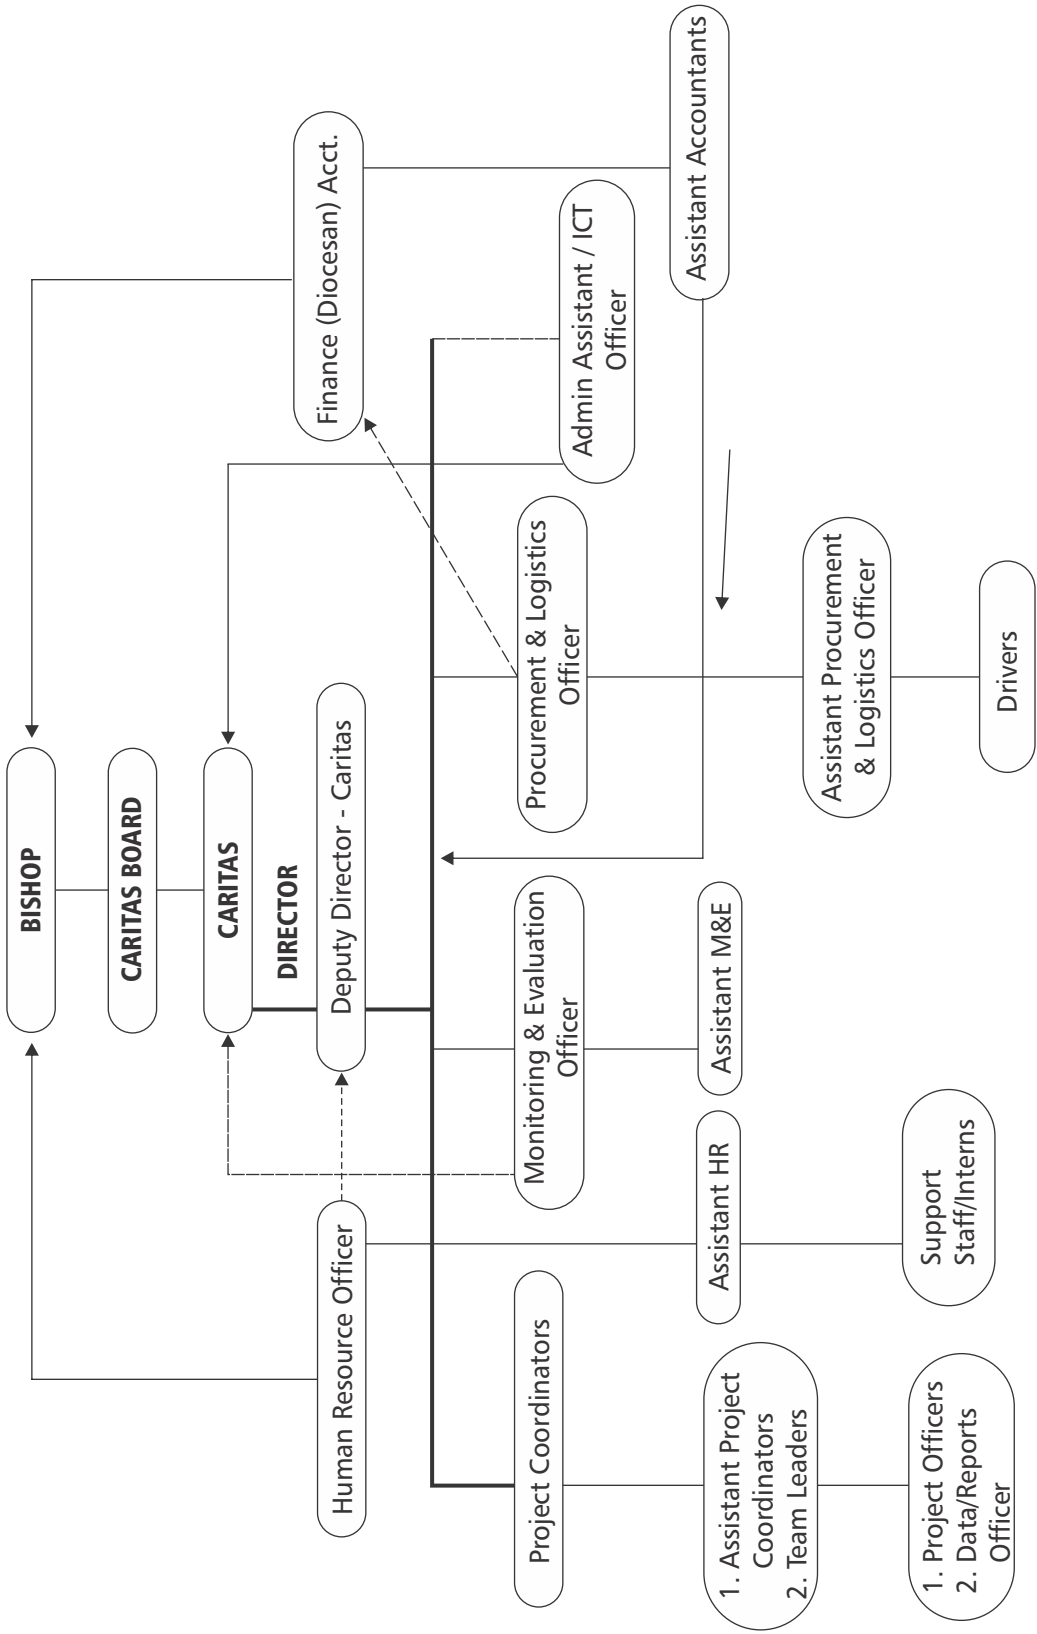 BISHOP
CARITAS BOARD
CARITAS
DIRECTOR
Deputy Director - Caritas
Human Resource Officer
Finance (Diocesan) Acct.
Project Coordinators
Monitoring & Evaluation
Officer
Procurement & Logistics
Officer
Admin Assistant / ICT
Officer
1. Assistant Project
Coordinators
2. Team Leaders
Assistant HR
Assistant M&E
Assistant Accountants
1. Project Officers
2. Data/Reports
Officer
Support
Staff/Interns
Assistant Procurement
& Logistics Officer
Drivers